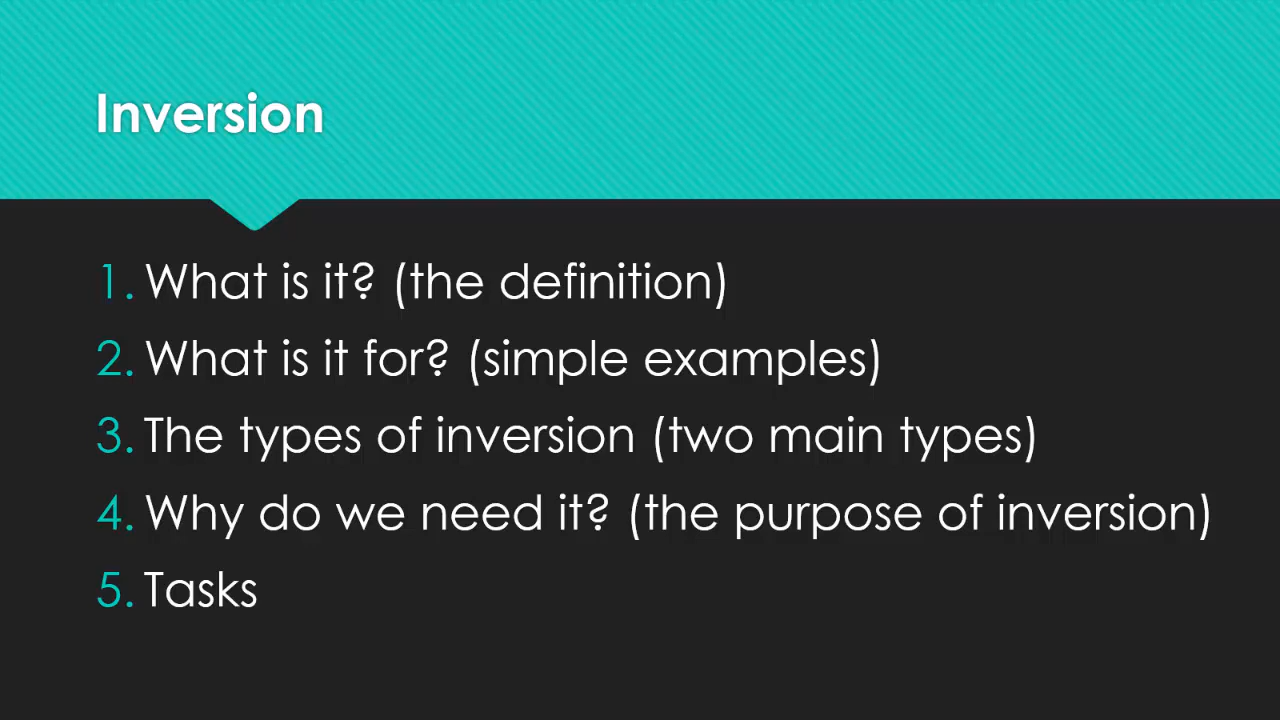 Inversion
1. What is it? (the definition)
2. What is it for? (simple examples)
3. The types of inversion (two main types)
4. Why do we need it? (the purpose of inversion)
5. Tasks